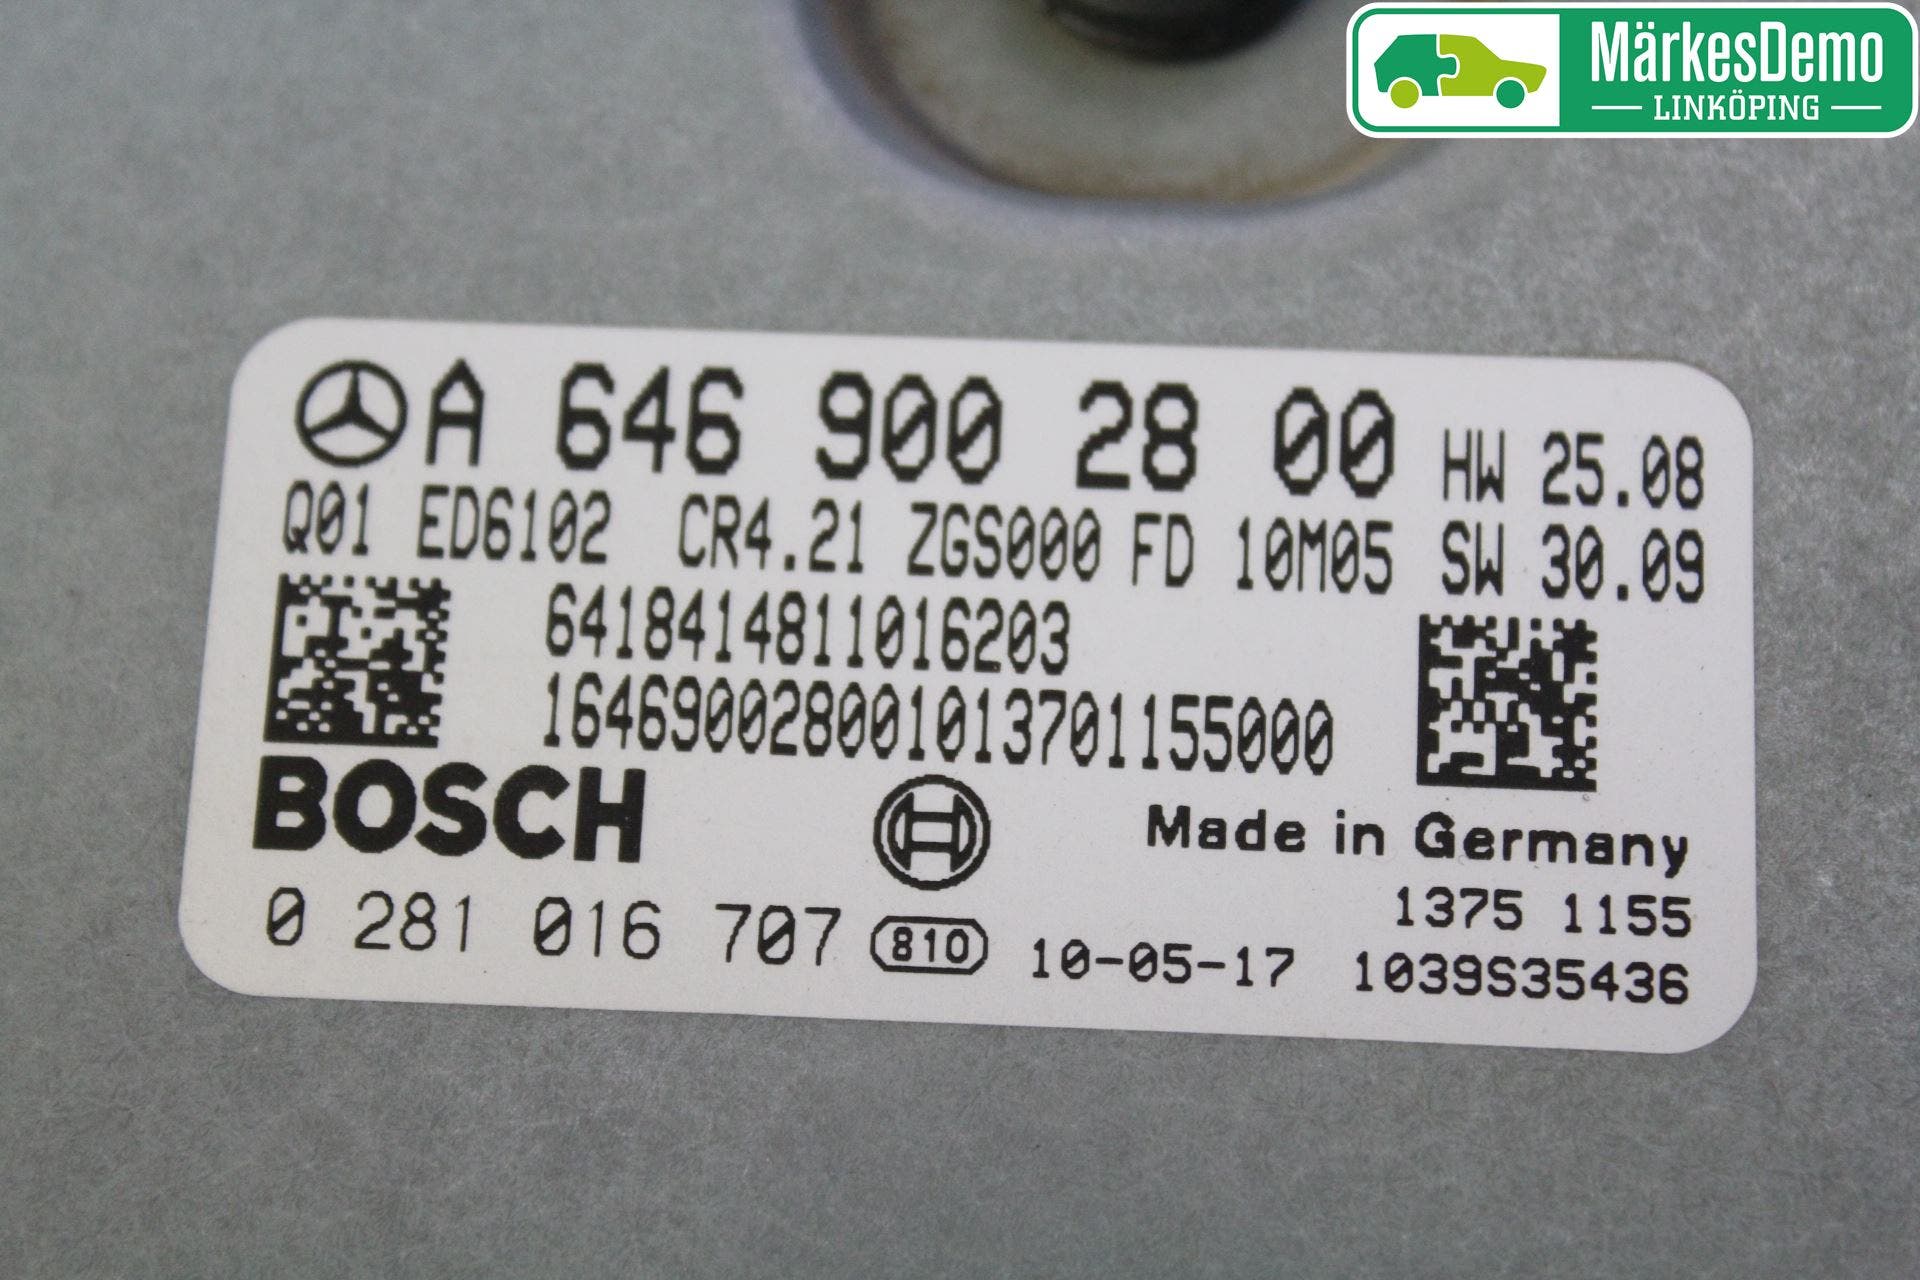 MärkesDemo
LINKÖPING
A 646 900 28 00 HW 25.08
Q01 ED6102 CR4.21 ZGS000 FD 10M05 SW 30.09
6418414811016203
164690028001013701155000
BOSCH
Made in Germany
1375 1155
0 281 016 707 810 10-05-17 1039S35436